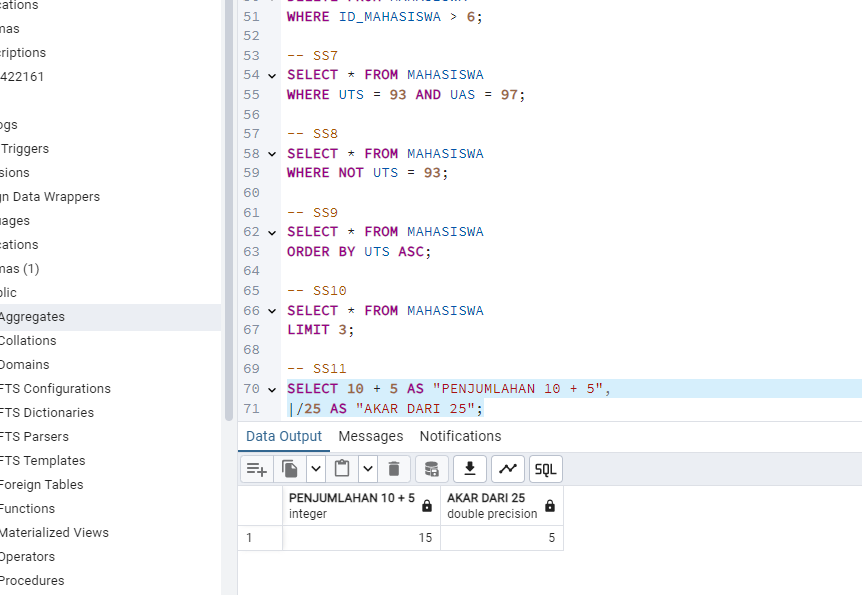 cations
mas
criptions
422161
ogs
Triggers
sions
gn Data Wrappers
uages
cations
mas (1)
blic
Aggregates
Collations
Domains
FTS Configurations
FTS Dictionaries
FTS Parsers
FTS Templates
Foreign Tables
Functions
Materialized Views
Operators
Procedures
51 WHERE ID_MAHASISWA > 6;
52
53 -- SS7
54 SELECT * FROM MAHASISWA
55 WHERE UTS = 93 AND UAS = 97;
56
57 -- SS8
58 SELECT * FROM MAHASISWA
59 WHERE NOT UTS = 93;
60
61 -- SS9
62 SELECT * FROM MAHASISWA
63 ORDER BY UTS ASC;
64
65 -- SS10
66 SELECT * FROM MAHASISWA
67 LIMIT 3;
68
69 -- SS11
70 SELECT 10 + 5 AS "PENJUMLAHAN 10 + 5",
71 |/25 AS "AKAR DARI 25";
Data Output Messages Notifications
SQL
PENJUMLAHAN 10 + 5 AKAR DARI 25
integer double precision
1 15 5